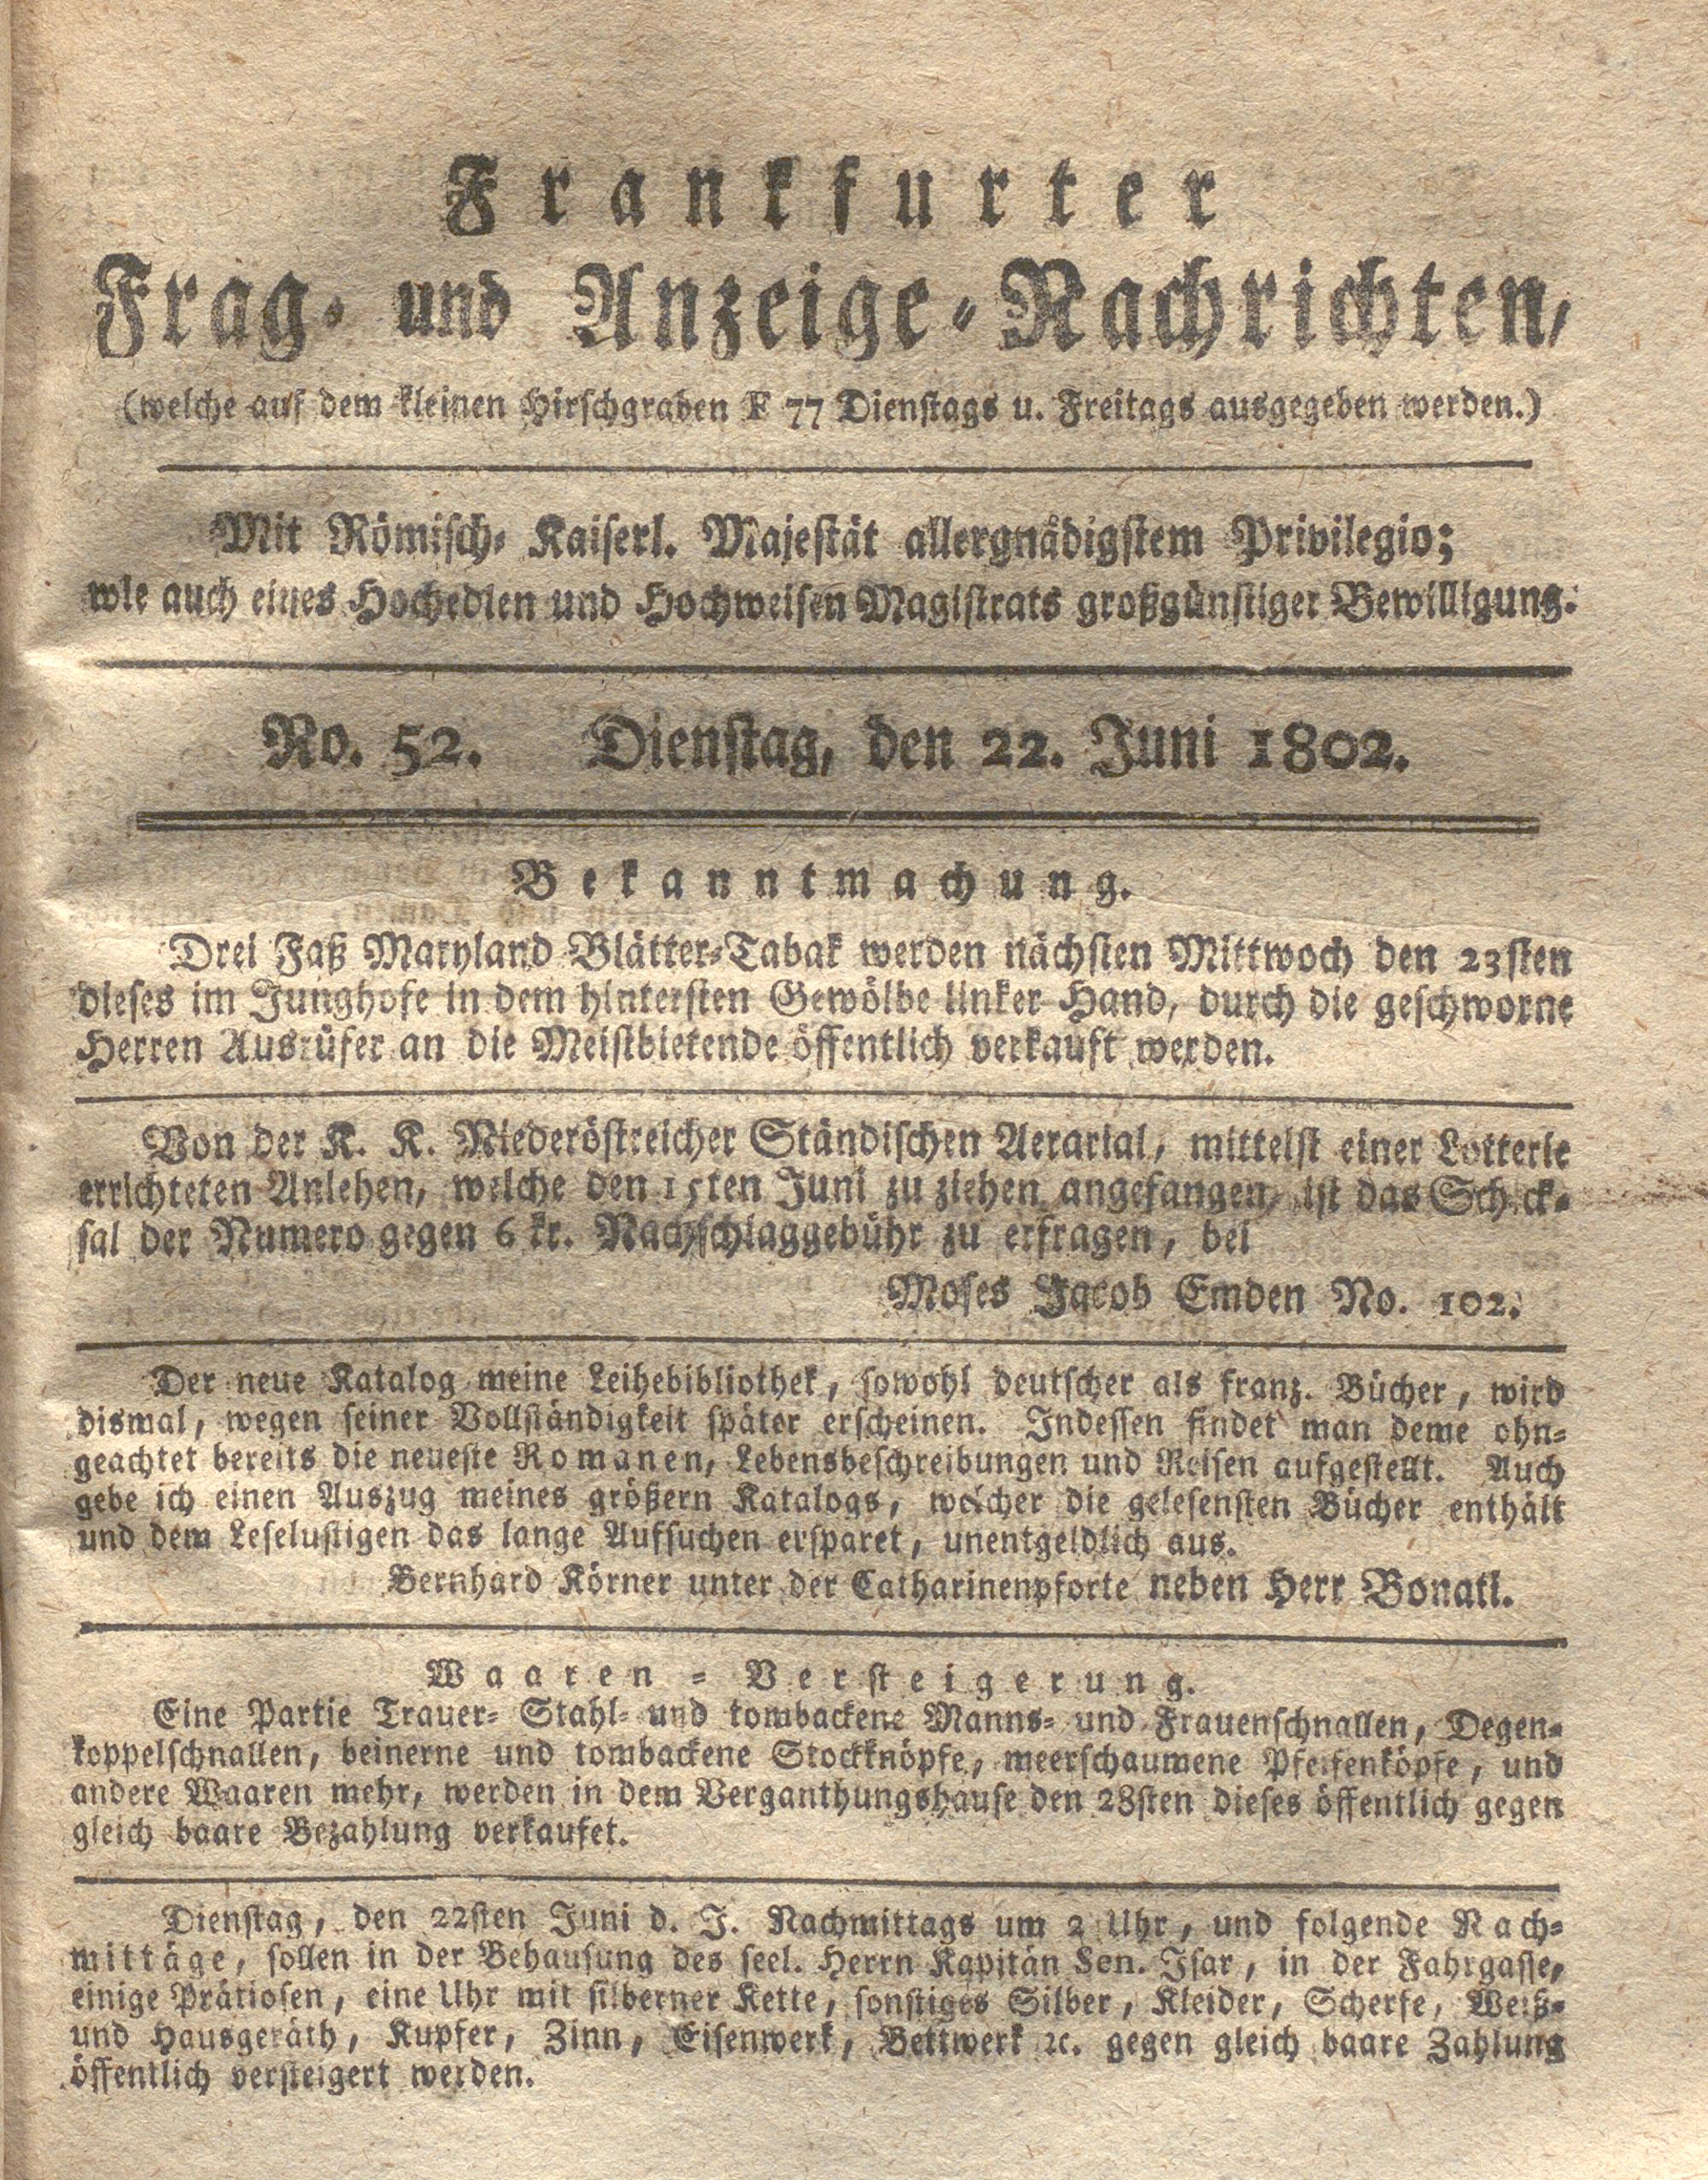 Frankfurter
Frag- und Anzeige-Nachrichten,
(welche auf dem kleinen Hirschgraben F 77 Dienstags u. Freitags ausgegeben werden.)
Mit Römisch- Kaiserl. Majestät allergnädigstem Privilegio;
wie auch eines Hochedlen und Hochweisen Magistrats großgünstiger Bewilligung.
No. 52. Dienstag, den 22. Juni 1802.
Bekanntmachung.
Drei Faß Maryland Blätter-Tabak werden nächsten Mittwoch den 23sten
dieses im Junghofe in dem hintersten Gewölbe linker Hand, durch die geschworne
Herren Ausrüfer an die Meistbietende öffentlich verkauft werden.
Von der K. K. Niederöstreicher Ständischen Aerarial, mittelst einer Lotterie
errichteten Anlehen, welche den 15ten Juni zu ziehen angefangen, ist das Schick-
sal der Numero gegen 6 kr. Nachschlaggebühr zu erfragen, bei
Moses Jacob Emden No. 102.
Der neue Katalog meine Leihebibliothek, sowohl deutscher als franz. Bücher, wird
dismal, wegen seiner Vollständigkeit später erscheinen. Indessen findet man deme ohn-
geachtet bereits die neueste Romanen, Lebensbeschreibungen und Reisen aufgestellt. Auch
gebe ich einen Auszug meines größern Katalogs, welcher die gelesensten Bücher enthält
und dem Leselustigen das lange Aufsuchen ersparet, unentgeldlich aus.
Bernhard Körner unter der Catharinenpforte neben Herr Bonati.
Waaren-Versteigerung.
Eine Partie Trauer- Stahl- und tombackene Manns- und Frauenschnallen, Degen-
koppelschnallen, beinerne und tombackene Stockknöpfe, meerschaumene Pfeifenköpfe, und
andere Waaren mehr, werden in dem Verganthungshause den 28sten dieses öffentlich gegen
gleich baare Bezahlung verkaufet.
Dienstag, den 22sten Juni d. J. Nachmittags um 2 Uhr, und folgende Nach-
mittäge, sollen in der Behausung des seel. Herrn Kapitän Sen. Isar, in der Fahrgasse,
einige Prätiosen, eine Uhr mit silberner Kette, sonstiges Silber, Kleider, Scherfe, Weiß-
und Hausgeräth, Kupfer, Zinn, Eisenwerk, Bettwerk ꝛc. gegen gleich baare Zahlung
öffentlich versteigert werden.